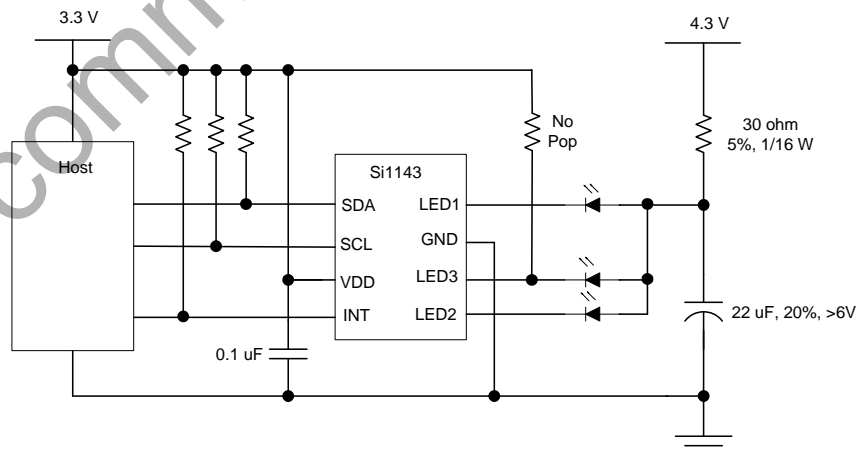 3.3 V
4.3 V
No
Pop
30 ohm
5%, 1/16 W
Host
Si1143
SDA
LED1
SCL
GND
VDD
LED3
INT
LED2
0.1 uF
22 uF, 20%, >6V